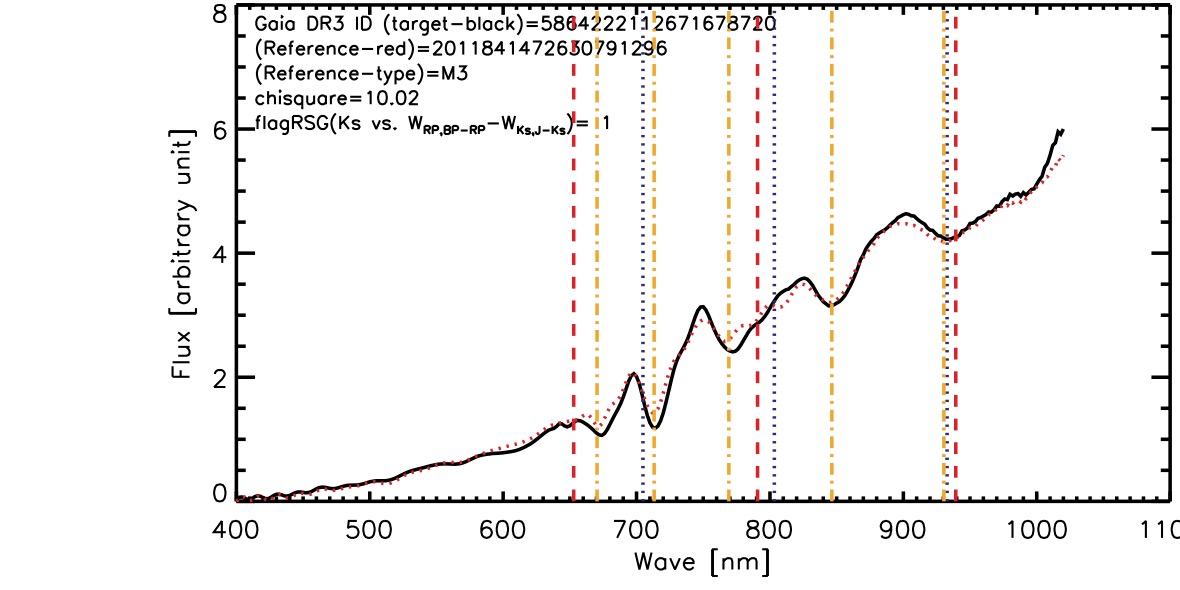 8
Gaia DR3 ID (target-black)=5864222112671678720
(Reference-red)=2011841472630791296
(Reference-type)=M3
chisquare=10.02
flagRSG(Ks vs. W_RP,BP-RP-W_Ks,J-Ks)= 1
6
4
2
0
Flux [arbitrary unit]
400 500 600 700 800 900 1000 110
Wave [nm]